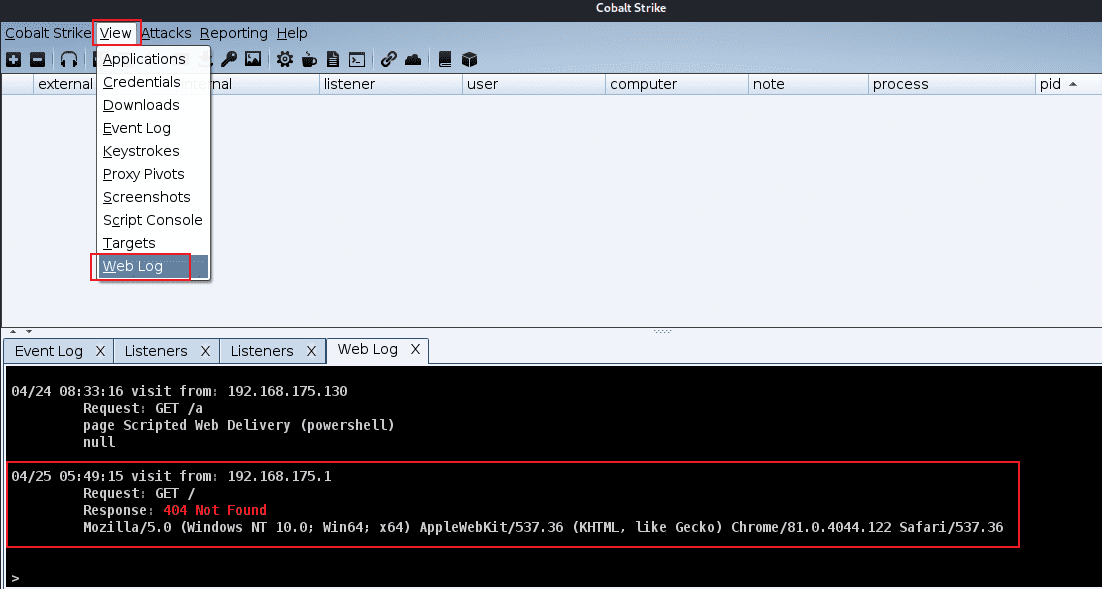 Cobalt Strike
Cobalt Strike View Attacks Reporting Help
Applications
external
Credentials
listener user computer note process pid
Downloads
Event Log
Keystrokes
Proxy Pivots
Screenshots
Script Console
Targets
Web Log
Event Log X Listeners X Listeners X Web Log X
04/24 08:33:16 visit from: 192.168.175.130
Request: GET /a
page Scripted Web Delivery (powershell)
null
04/25 05:49:15 visit from: 192.168.175.1
Request: GET /
Response: 404 Not Found
Mozilla/5.0 (Windows NT 10.0; Win64; x64) AppleWebKit/537.36 (KHTML, like Gecko) Chrome/81.0.4044.122 Safari/537.36
>